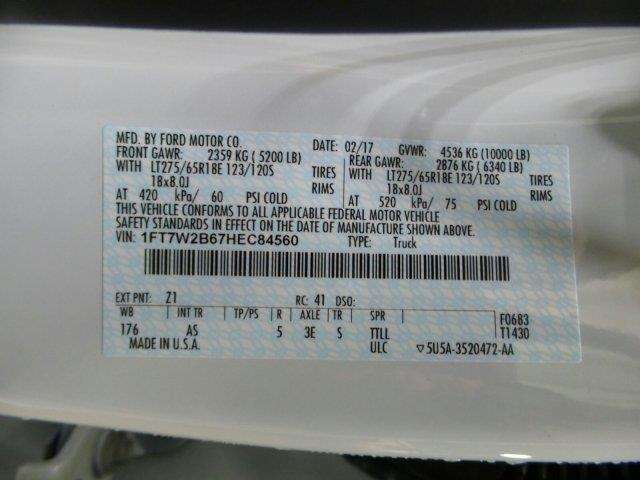 MFD. BY FORD MOTOR CO. DATE: 02/17 GVWR: 4536 KG (10000 LB)
FRONT GAWR: 2359 KG ( 5200 LB) REAR GAWR: 2876 KG ( 6340 LB)
WITH LT275/65R18E 123/120S TIRES WITH LT275/65R18E 123/120S TIRES
18x8.0J RIMS 18x8.0J RIMS
AT 420 kPa/ 60 PSI COLD AT 520 kPa/ 75 PSI COLD
THIS VEHICLE CONFORMS TO ALL APPLICABLE FEDERAL MOTOR VEHICLE
SAFETY STANDARDS IN EFFECT ON THE DATE OF MANUFACTURE SHOWN ABOVE.
VIN: 1FT7W2B67HEC84560 TYPE: Truck
EXT PNT: Z1 RC: 41 DSO:
WB INT TR TP/PS R AXLE TR SPR F0683
176 AS 5 3E S TTLL T1430
MADE IN U.S.A. ULC ▽5U5A-3520472-AA